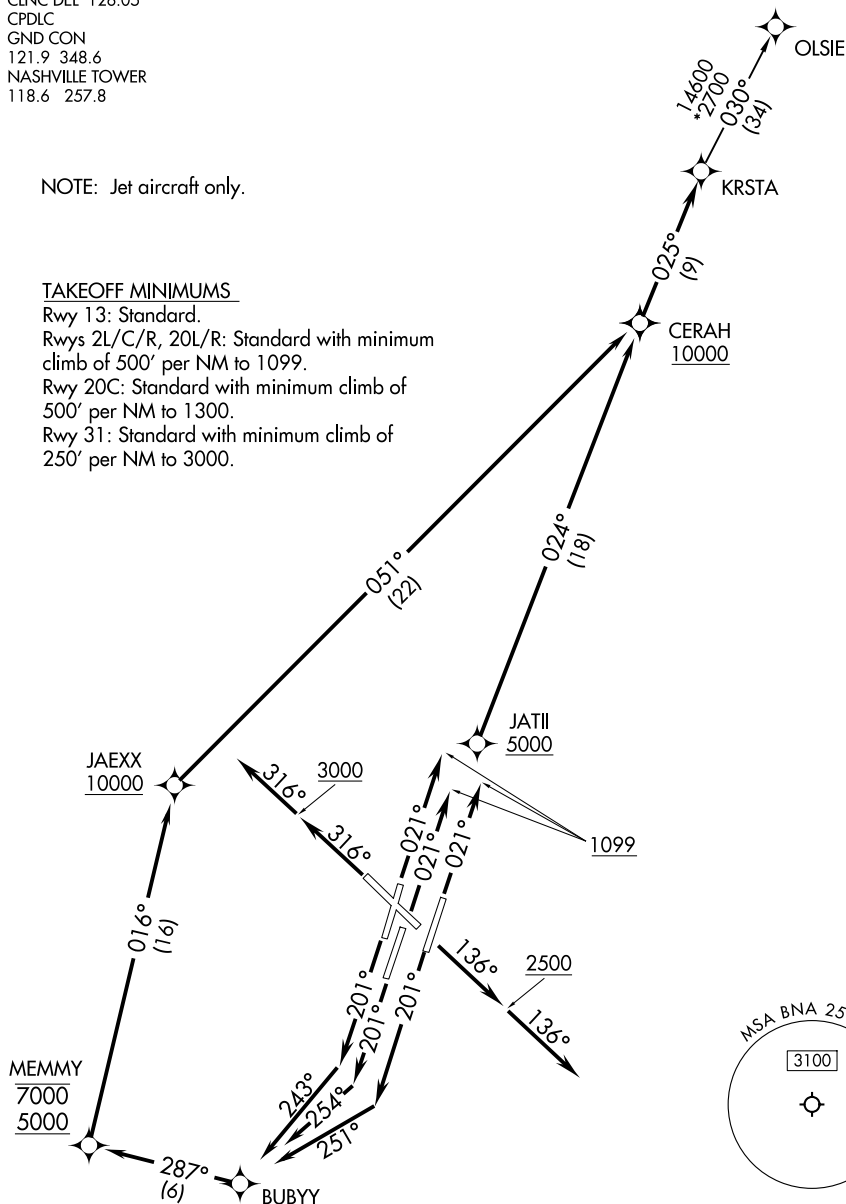 CLNC DEL 128.05
CPDLC
GND CON
121.9 348.6
NASHVILLE TOWER
118.6 257.8
OLSIE
14600
*2700
030°
(34)
NOTE: Jet aircraft only.
KRSTA
025°
(9)
TAKEOFF MINIMUMS
Rwy 13: Standard.
Rwys 2L/C/R, 20L/R: Standard with minimum
climb of 500' per NM to 1099.
Rwy 20C: Standard with minimum climb of
500' per NM to 1300.
Rwy 31: Standard with minimum climb of
250' per NM to 3000.
CERAH
10000
024°
(18)
051°
(22)
JATII
5000
JAEXX
10000
3000
316°
316°
021°
021°
021°
1099
016°
(16)
136°
2500
136°
201°
201°
201°
MSA BNA 25
3100
MEMMY
7000
5000
243°
254°
251°
287°
(6)
BUBYY